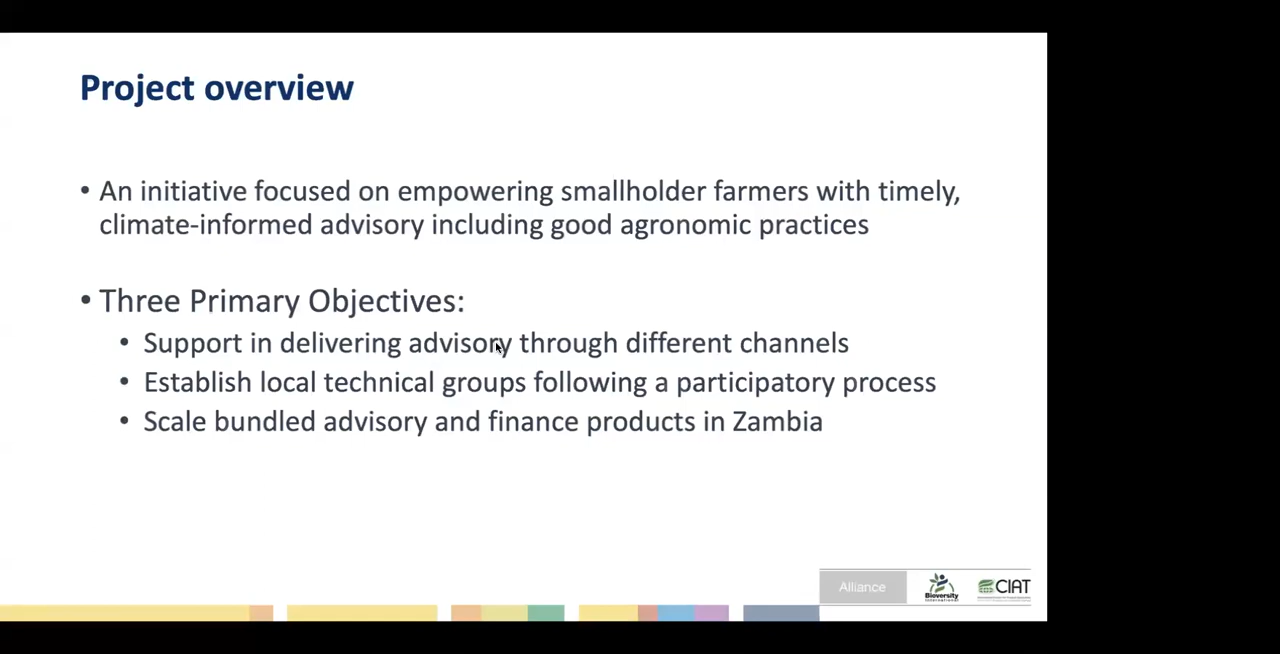 Project overview
• An initiative focused on empowering smallholder farmers with timely,
climate-informed advisory including good agronomic practices
• Three Primary Objectives:
• Support in delivering advisory through different channels
• Establish local technical groups following a participatory process
• Scale bundled advisory and finance products in Zambia
Alliance
Bioversity
International
CIAT